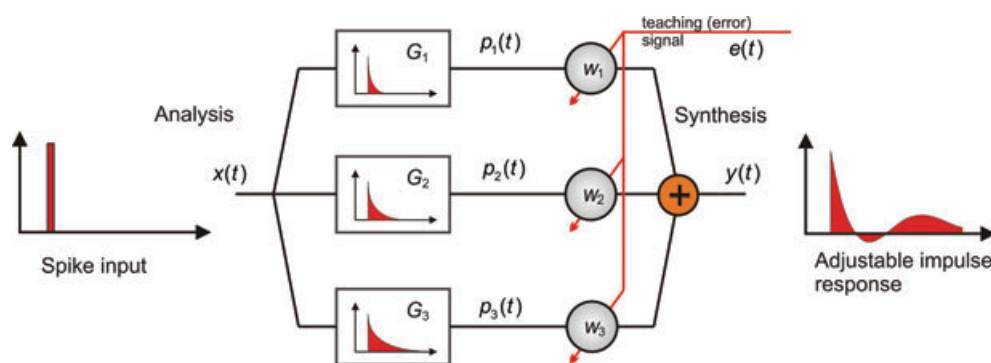 teaching (error)
signal
e(t)
G1
p1(t)
w1
Analysis
Synthesis
x(t)
G2
p2(t)
w2
+
y(t)
Spike input
Adjustable impulse
response
G3
p3(t)
w3